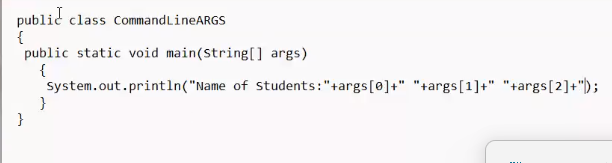 public class CommandLineARGS
{
public static void main(String[] args)
{
System.out.println("Name of Students:"+args[0]+" "+args[1]+" "+args[2]+");
}
}